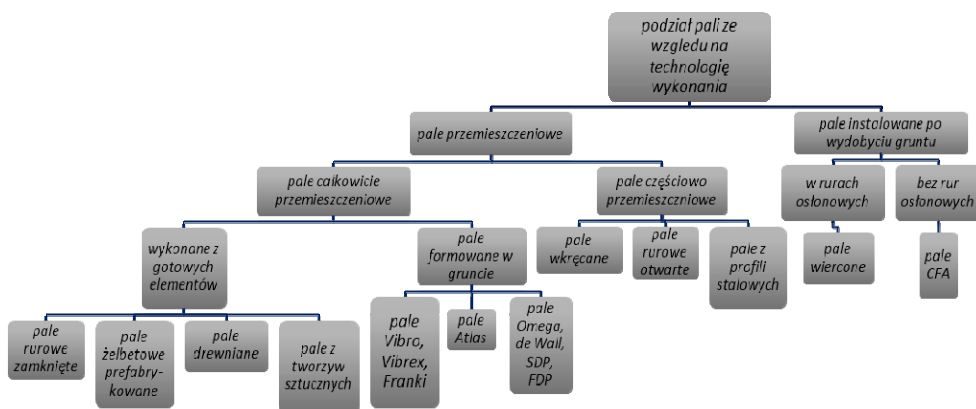 podział pali ze
względu na
technologię
wykonania
pale przemieszczeniowe
pale instalowane po
wydobyciu gruntu
pale całkowicie
przemieszczeniowe
pale częściowo
przemieszczniowe
w rurach
osłonowych
bez rur
osłonowych
wykonane z
gotowych
elementów
pale
formowane w
gruncie
pale
wkręcane
pale
rurowe
otwarte
pale z
profili
stalowych
pale
wiercone
pale
CFA
pale
rurowe
zamknięte
pale
żelbetowe
prefabry-
kowane
pale
drewniane
pale z
tworzyw
sztucznych
pale
Vibro,
Vibrex,
Franki
pale
Atlas
pale
Omega,
de Wail,
SDP,
FDP